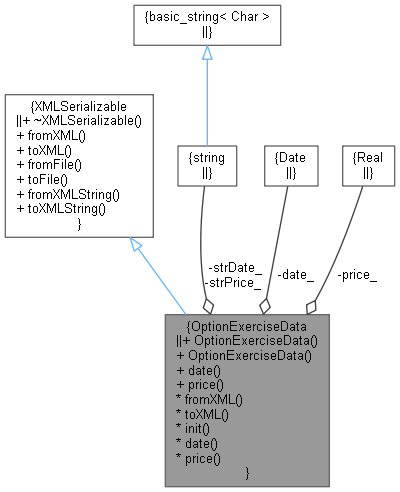 {basic_string< Char >
||}
{XMLSerializable
||+ ~XMLSerializable()
+ fromXML()
+ toXML()
+ fromFile()
+ toFile()
+ fromXMLString()
+ toXMLString()
}
{string
||}
{Date
||}
{Real
||}
-strDate_
-strPrice_
-date_
-price_
{OptionExerciseData
||+ OptionExerciseData()
+ OptionExerciseData()
+ date()
+ price()
* fromXML()
* toXML()
* init()
* date()
* price()
}